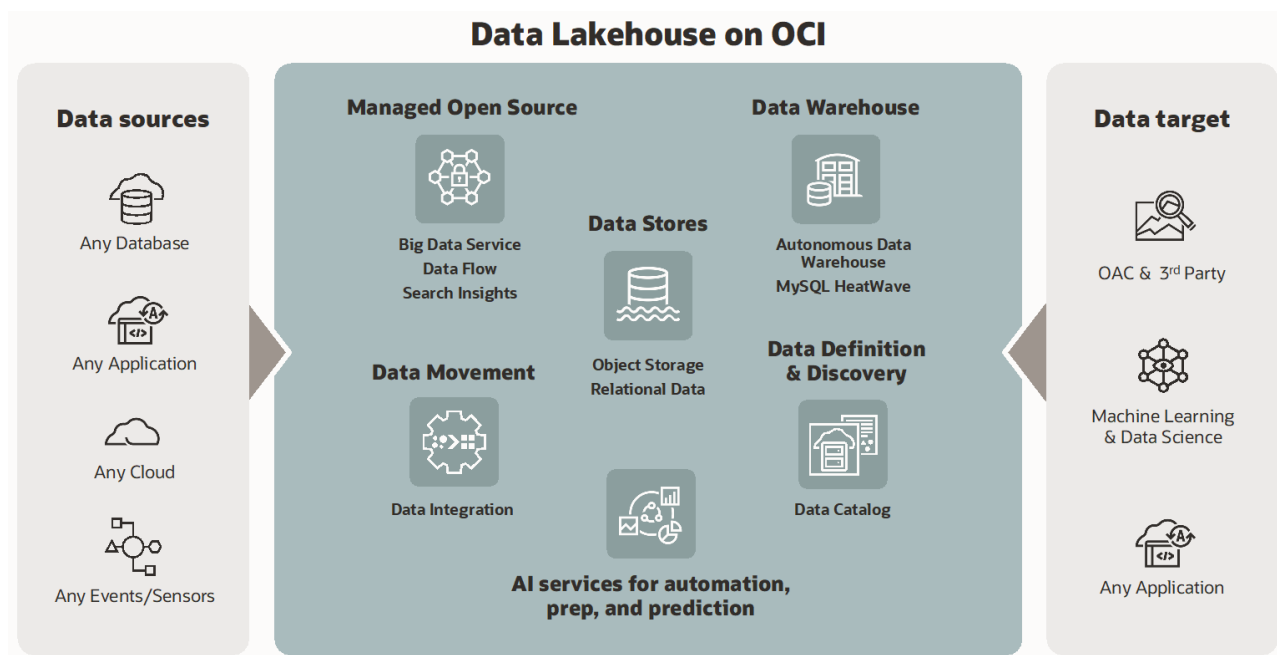 Data Lakehouse on OCI
Data sources
Any Database
Any Application
Any Cloud
Any Events/Sensors
Managed Open Source
Big Data Service
Data Flow
Search Insights
Data Warehouse
Autonomous Data
Warehouse
MySQL HeatWave
Data Stores
Object Storage
Relational Data
Data Movement
Data Integration
Data Definition
& Discovery
Data Catalog
AI services for automation,
prep, and prediction
Data target
OAC & 3rd Party
Machine Learning
& Data Science
Any Application